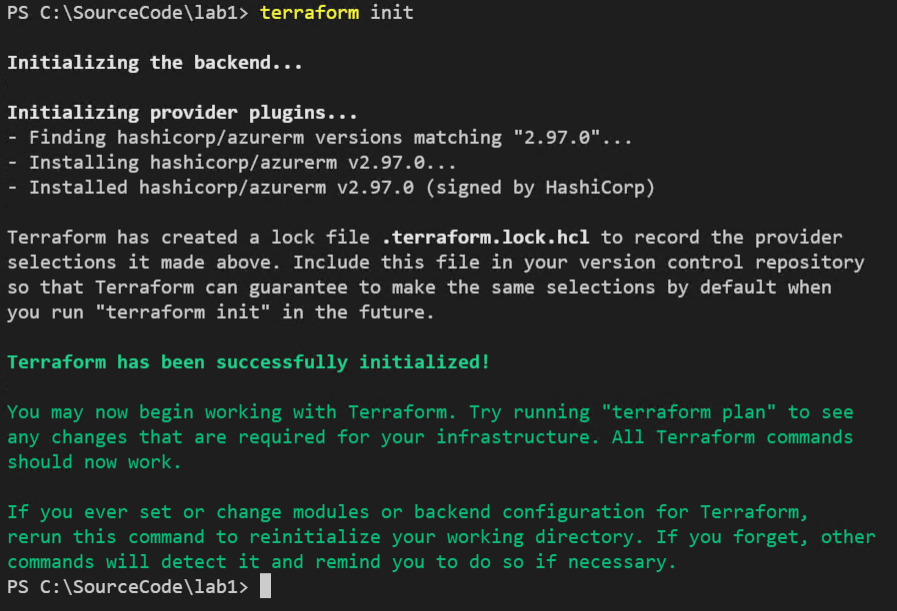 PS C:\SourceCode\lab1> terraform init
Initializing the backend...
Initializing provider plugins...
- Finding hashicorp/azurerm versions matching "2.97.0"...
- Installing hashicorp/azurerm v2.97.0...
- Installed hashicorp/azurerm v2.97.0 (signed by HashiCorp)
Terraform has created a lock file .terraform.lock.hcl to record the provider
selections it made above. Include this file in your version control repository
so that Terraform can guarantee to make the same selections by default when
you run "terraform init" in the future.
Terraform has been successfully initialized!
You may now begin working with Terraform. Try running "terraform plan" to see
any changes that are required for your infrastructure. All Terraform commands
should now work.
If you ever set or change modules or backend configuration for Terraform,
rerun this command to reinitialize your working directory. If you forget, other
commands will detect it and remind you to do so if necessary.
PS C:\SourceCode\lab1>